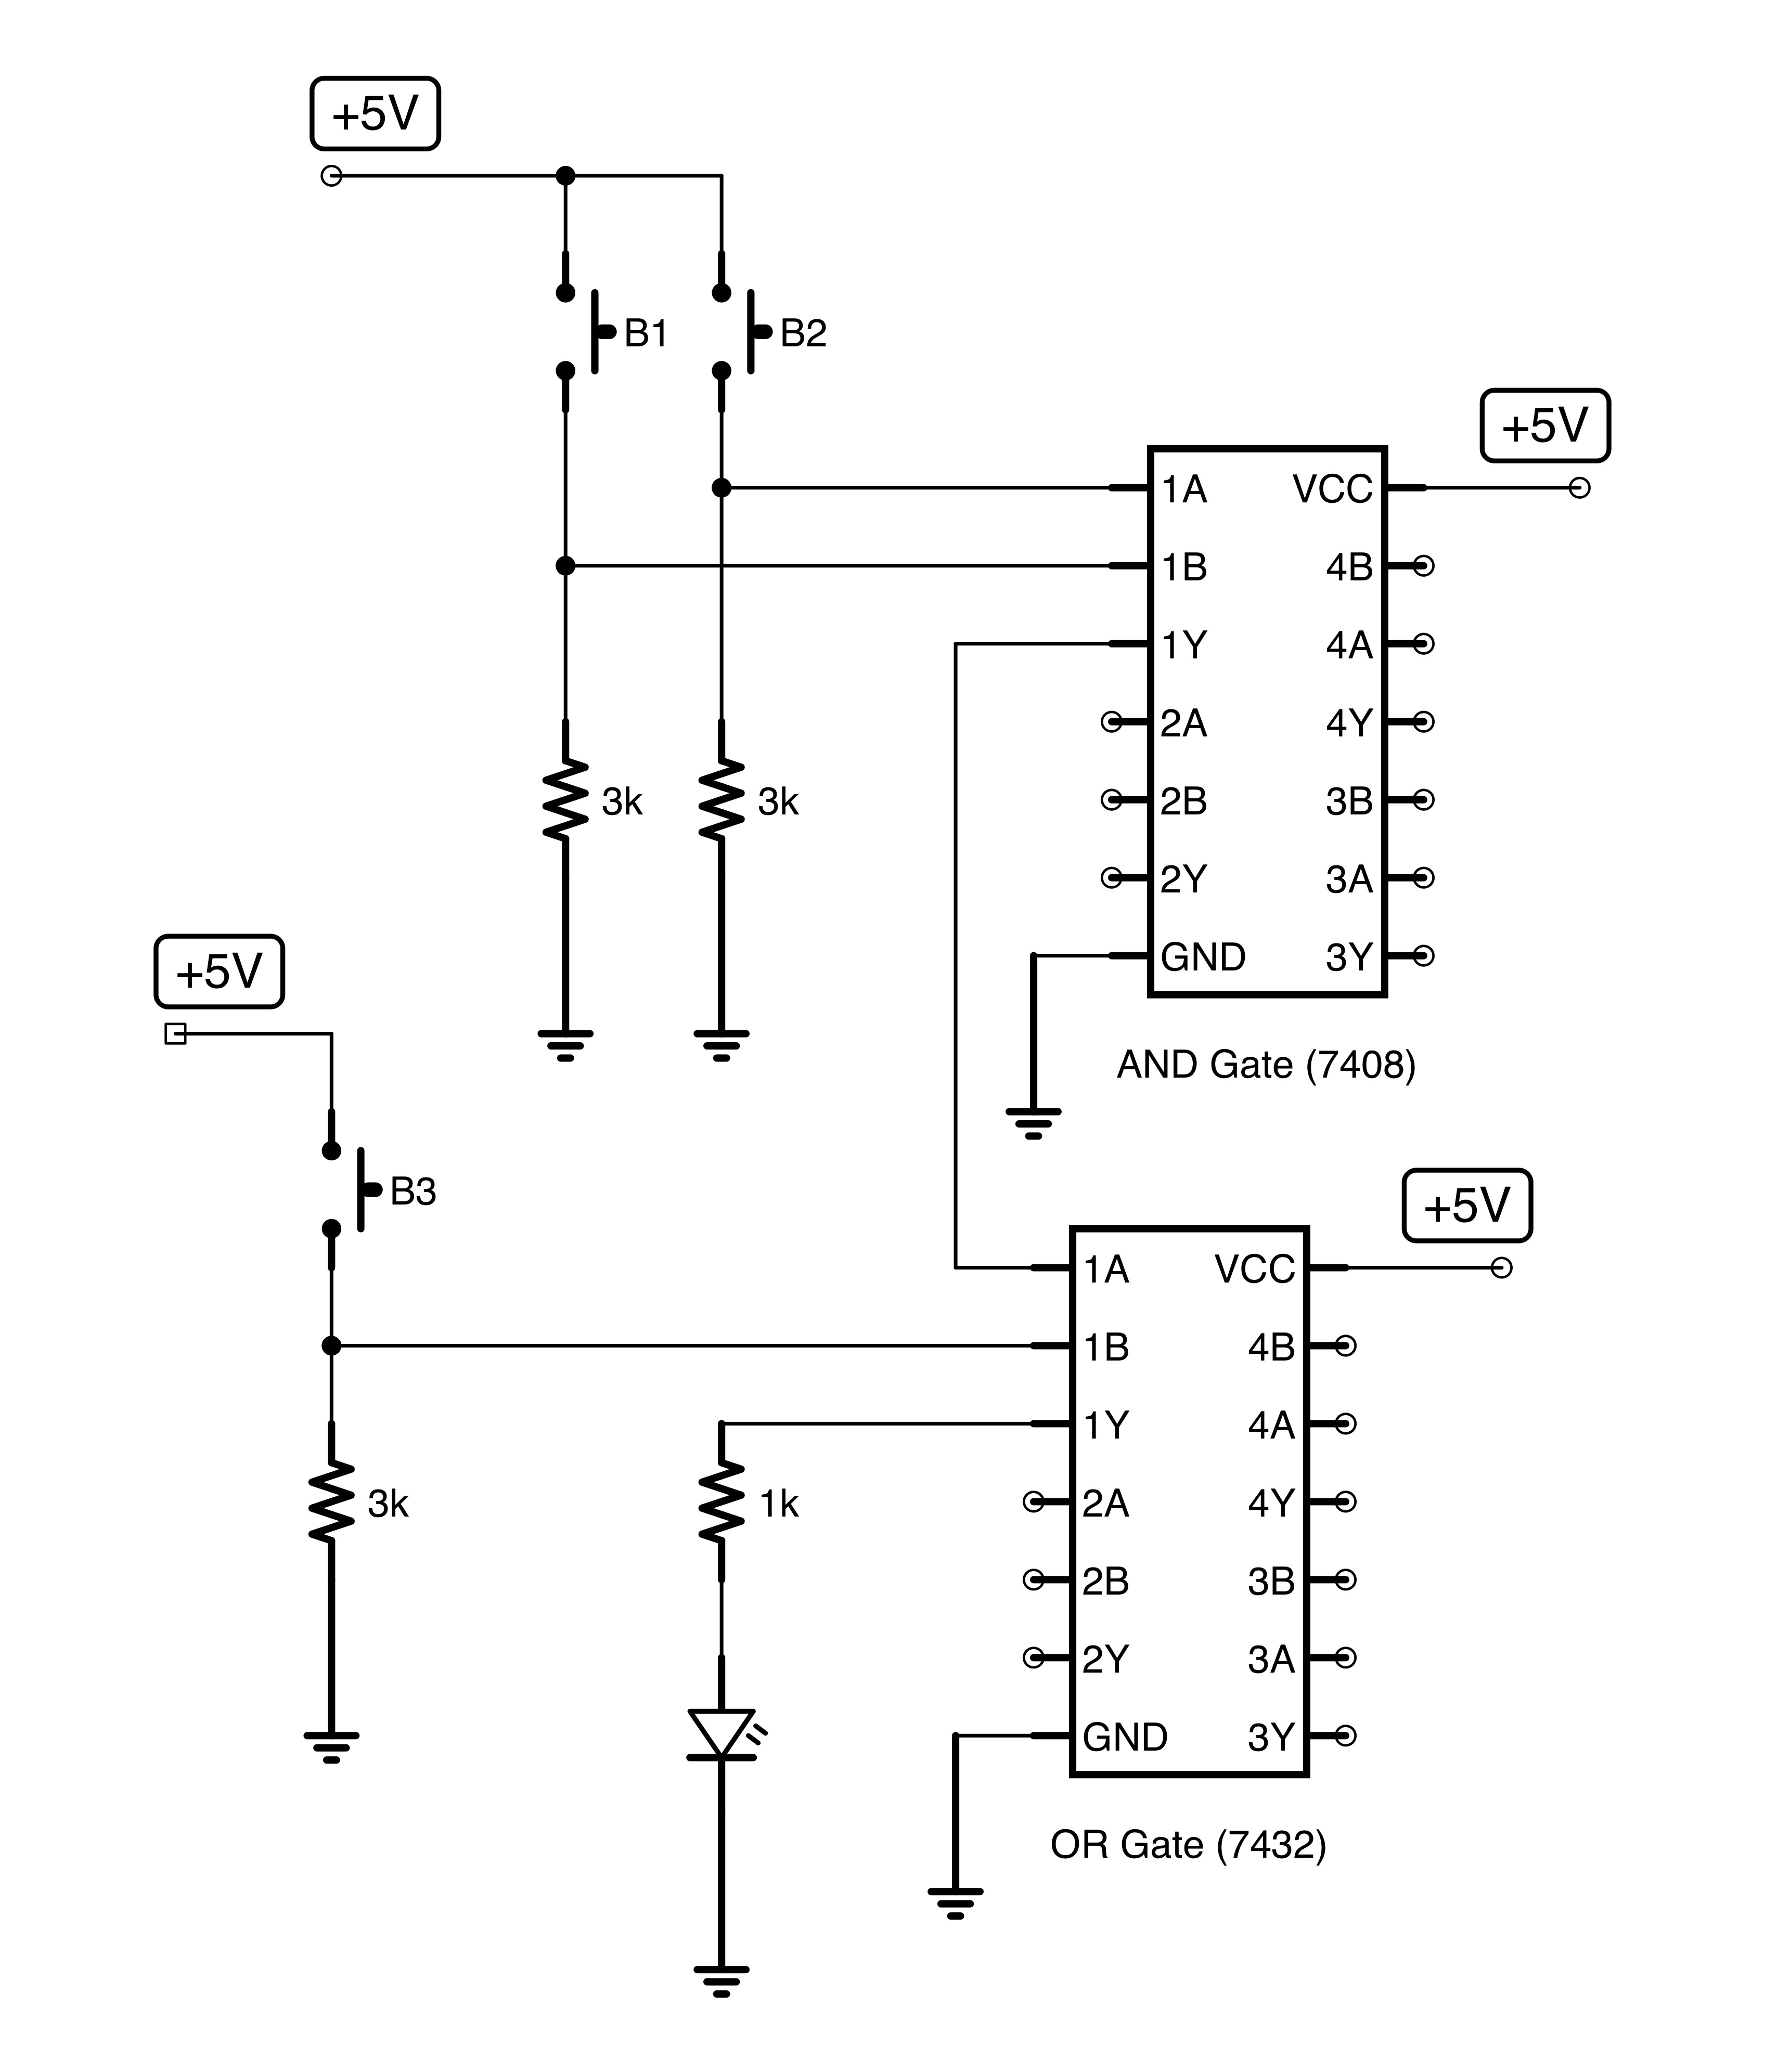 +5V
B1
B2
+5V
1A
VCC
1B
4B
1Y
4A
2A
4Y
3k
3k
2B
3B
2Y
3A
+5V
GND
3Y
AND Gate (7408)
B3
+5V
1A
VCC
1B
4B
1Y
4A
3k
1k
2A
4Y
2B
3B
2Y
3A
GND
3Y
OR Gate (7432)